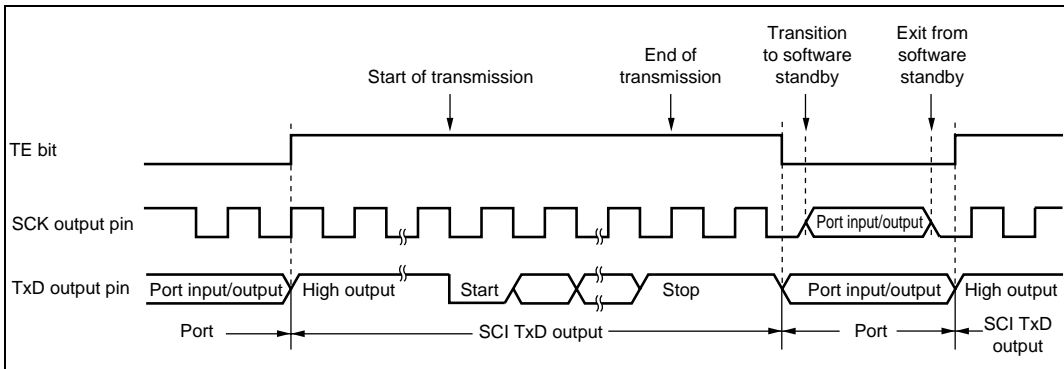 Transition
to software
standby
Exit from
software
standby
End of
transmission
Start of transmission
TE bit
SCK output pin
Port input/output
TxD output pin
Port input/output
High output
Start
Stop
Port input/output
High output
Port
SCI TxD output
Port
SCI TxD
output